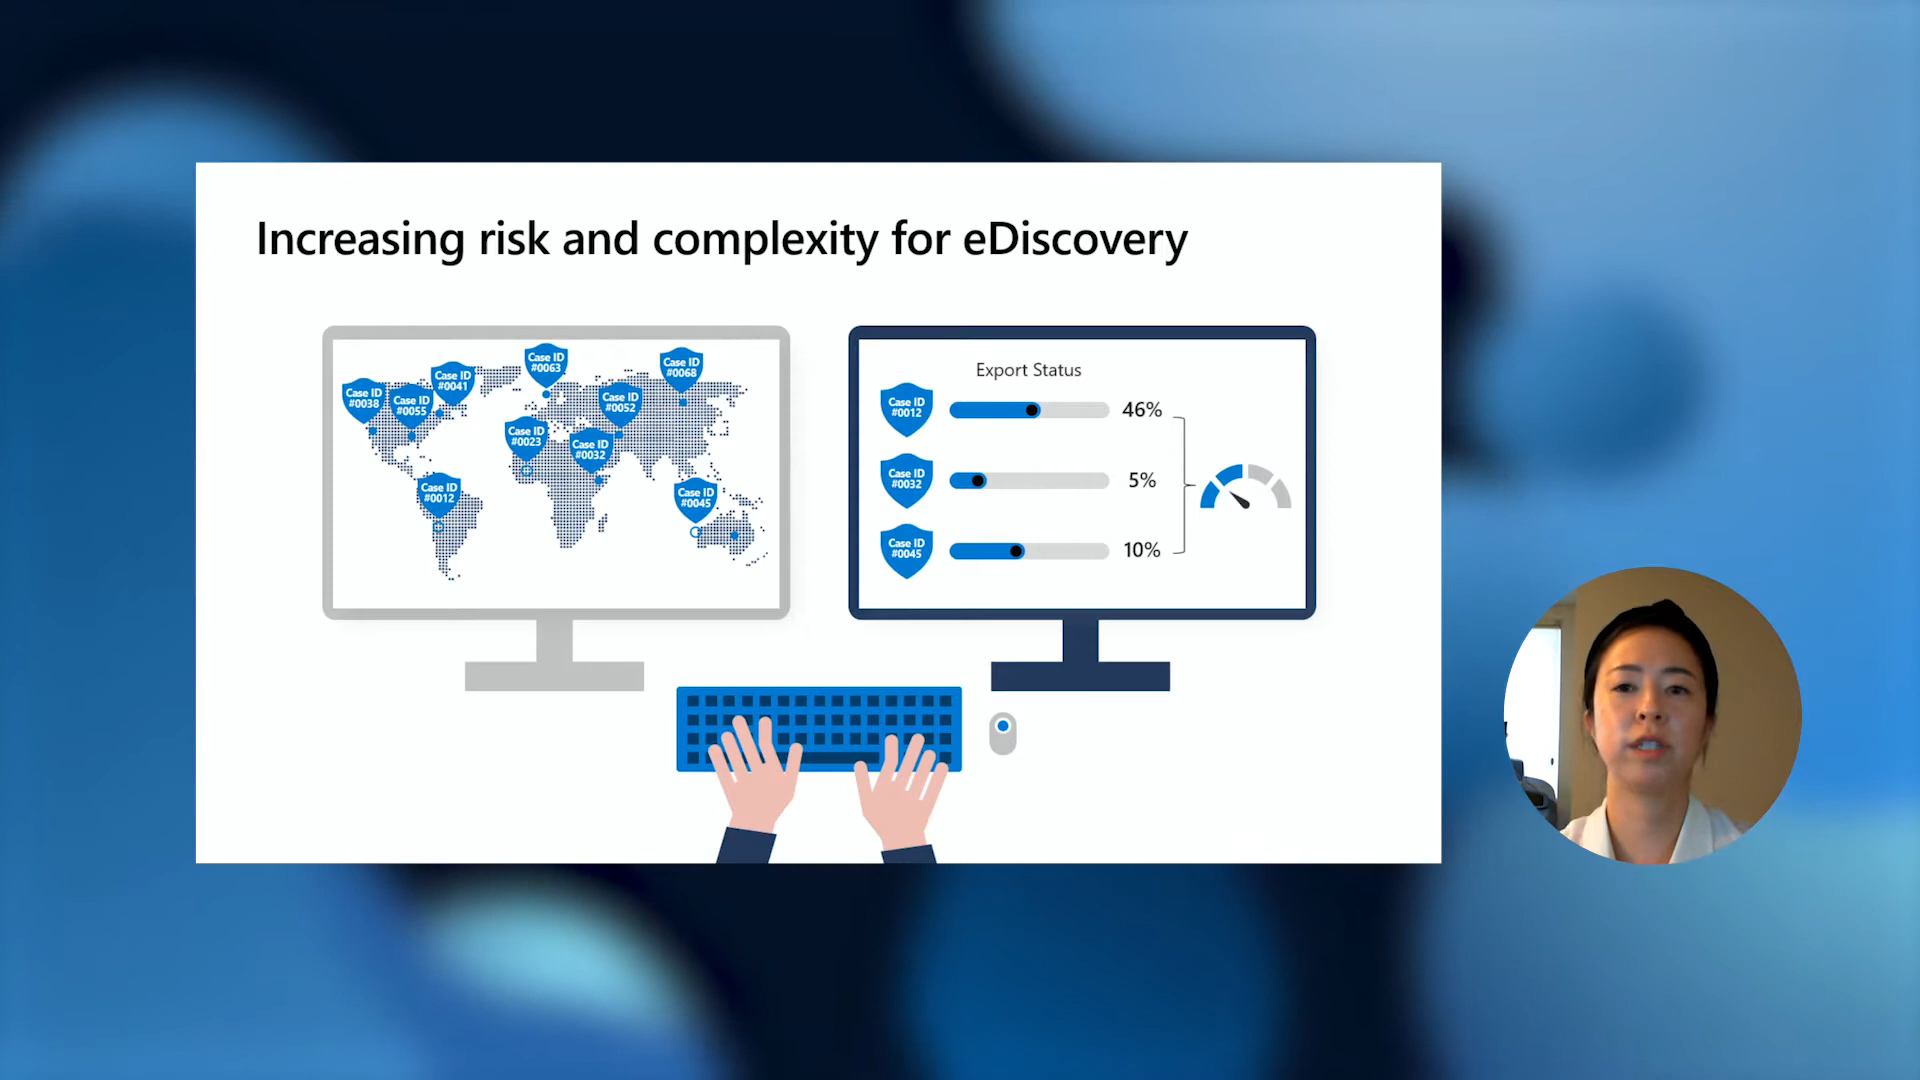 Increasing risk and complexity for eDiscovery
Case ID
#0038
Case ID
#0055
Case ID
#0041
Case ID
#0063
Case ID
#0068
Case ID
#0052
Case ID
#0023
Case ID
#0032
Case ID
#0012
Case ID
#0045
Export Status
Case ID
#0012
46%
Case ID
#0032
5%
Case ID
#0045
10%